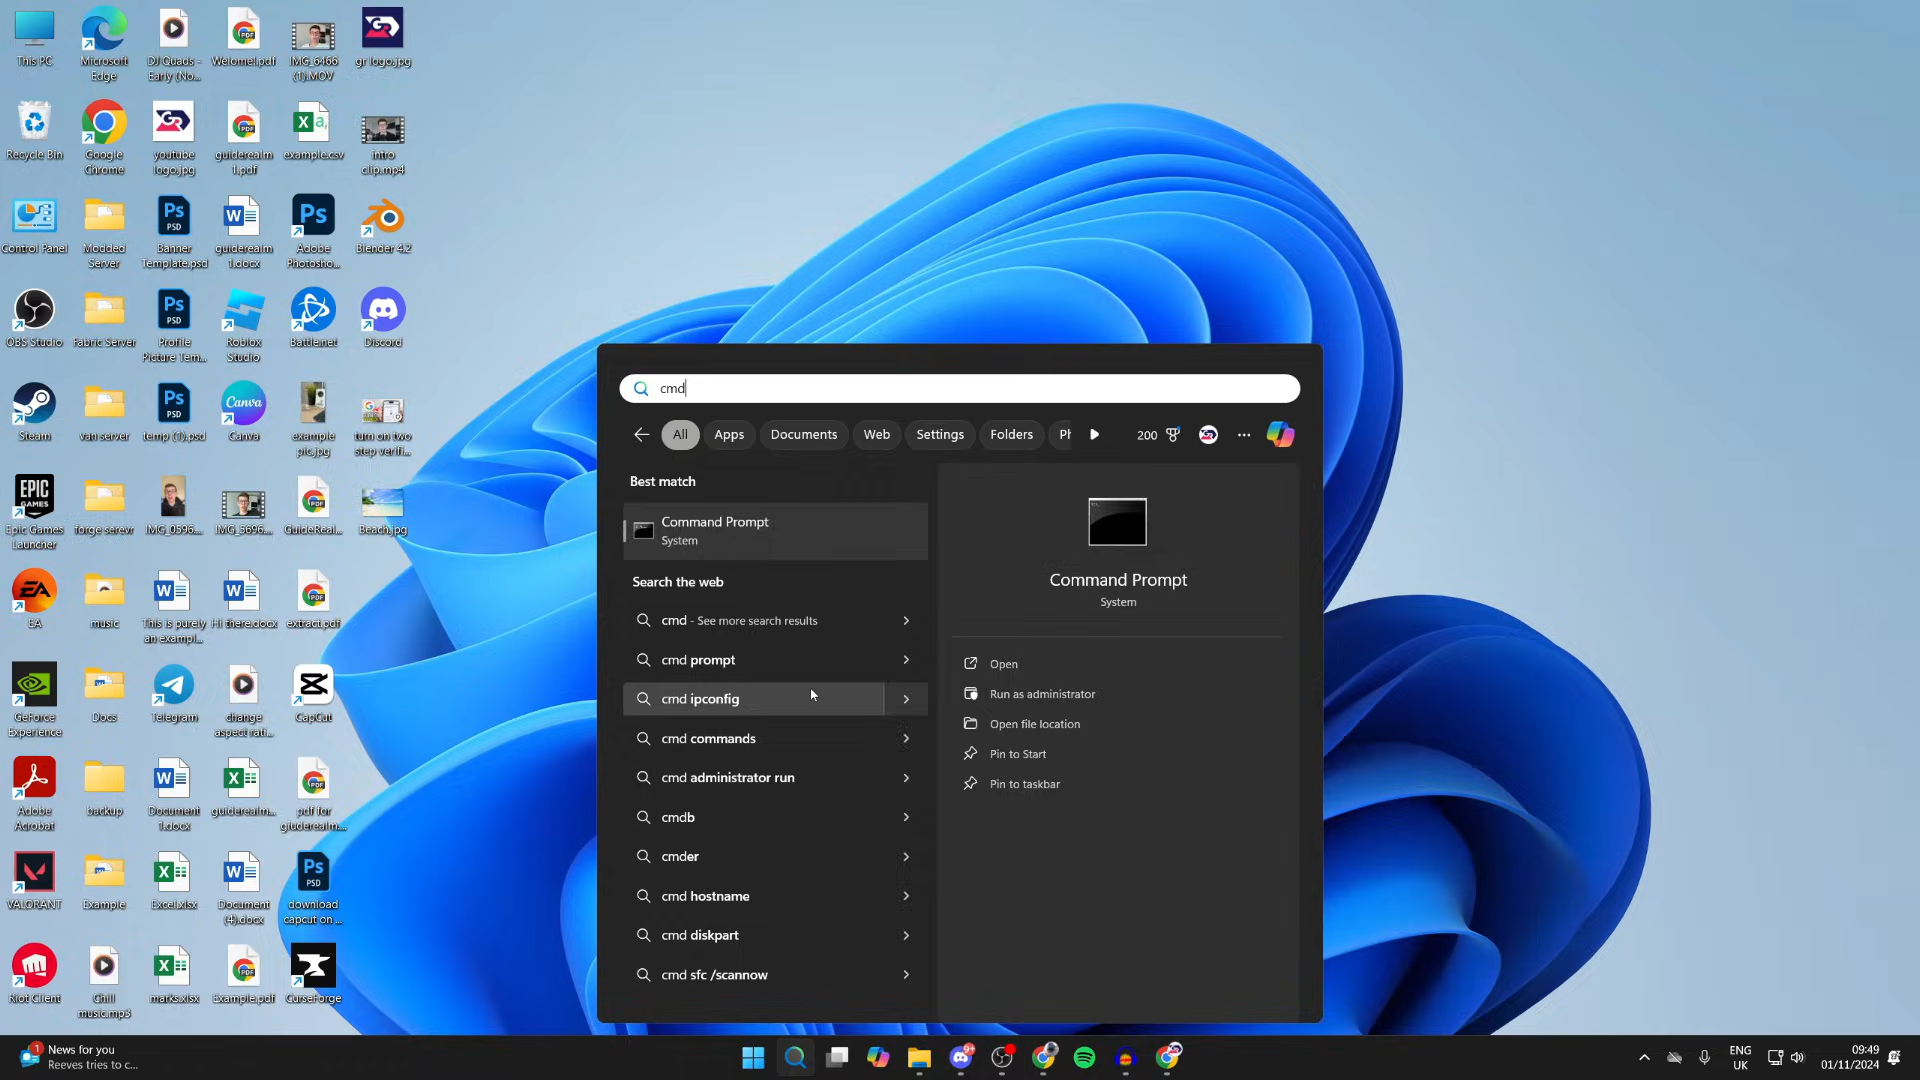 This PC
Microsoft
Edge
DJ Quads -
Early (No...
Welome!.pdf
IMG_6466
(1).MOV
gr logo.jpg
Recycle Bin
Google
Chrome
youtube
logo.jpg
guiderealm
1.pdf
example.csv
intro
clip.mp4
Control Panel
Modded
Server
Banner
Template.psd
guiderealm
1.docx
Adobe
Photosho...
Blender 4.2
OBS Studio
Fabric Server
Profile
Picture Tem...
Roblox
Studio
Battle.net
Discord
Steam
van server
temp (1).psd
Canva
example
pic.jpg
turn on two
step verifi...
Epic Games
Launcher
forge serevr
IMG_0596....
IMG_5696...
GuideReal...
Beach.jpg
EA
music
This is purely
an exampl...
Hi there.docx
extract.pdf
GeForce
Experience
Docs
Telegram
change
aspect rati...
CapCut
Adobe
Acrobat
backup
Document
1.docx
guiderealm...
pdf for
giuderealm....
VALORANT
Example
Excel.xlsx
Document
(4).docx
download
capcut on ...
Riot Client
Chill
music.mp3
marks.xlsx
Example.pdf
CurseForge
cmd
All
Apps
Documents
Web
Settings
Folders
Ph
200
Best match
Command Prompt
System
Search the web
cmd - See more search results
cmd prompt
cmd ipconfig
cmd commands
cmd administrator run
cmdb
cmder
cmd hostname
cmd diskpart
cmd sfc /scannow
Command Prompt
System
Open
Run as administrator
Open file location
Pin to Start
Pin to taskbar
1
News for you
Reeves tries to c...
9+
ENG
UK
09:49
01/11/2024